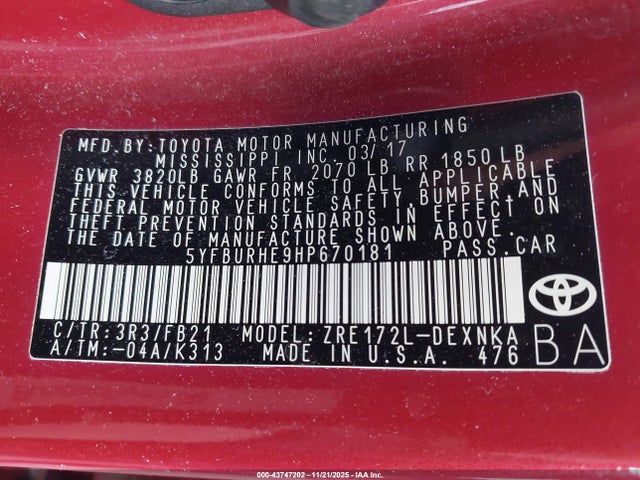 MFD. BY: TOYOTA MOTOR MANUFACTURING
MISSISSIPPI INC. 03/17
GVWR 3820LB GAWR FR. 2070 LB RR 1850 LB
THIS VEHICLE CONFORMS TO ALL APPLICABLE
FEDERAL MOTOR VEHICLE SAFETY,BUMPER,AND
THEFT PREVENTION STANDARDS IN EFFECT ON
THE DATE OF MANUFACTURE SHOWN ABOVE.
5YFBURHE9HP670181 PASS.CAR
TOYOTA
C/TR:3R3/FB21 MODEL:ZRE172L-DEXNKA
A/TM:-04A/K313 MADE IN U.S.A. 476
BA
00-43747202 - 11/21/2025 - IAA Inc.